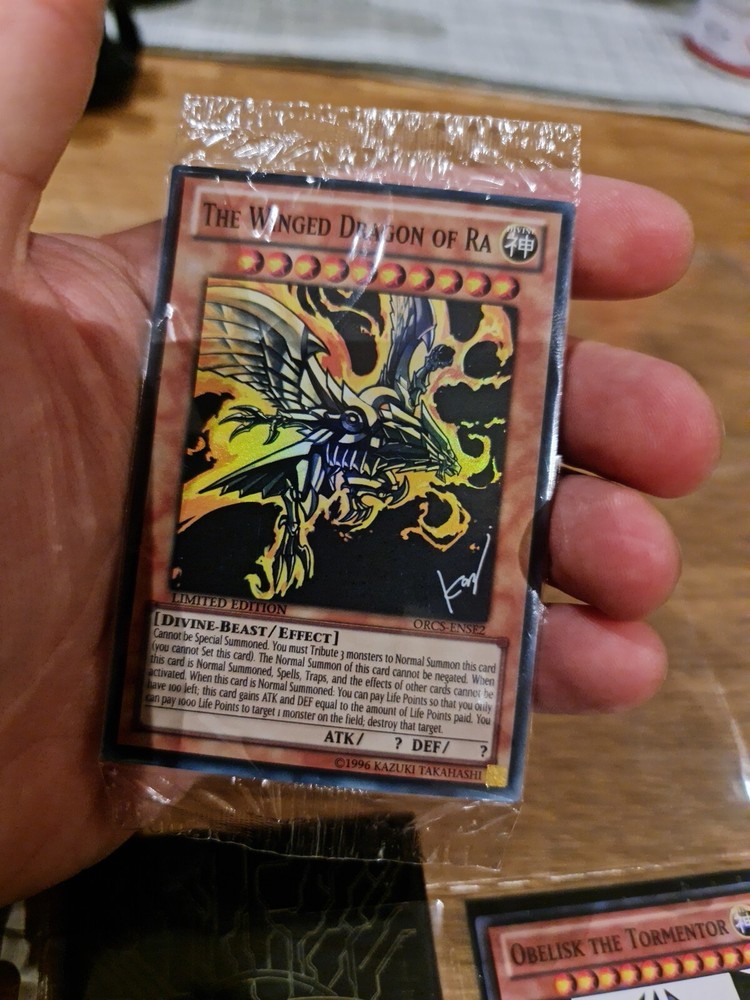 THE WINGED DRAGON OF RA
神
LIMITED EDITION
ORCS-ENSE2
[DIVINE-BEAST/EFFECT]
Cannot be Special Summoned. You must Tribute 3 monsters to Normal Summon this card
(you cannot Set this card). The Normal Summon of this card cannot be negated. When
this card is Normal Summoned, Spells, Traps, and the effects of other cards cannot be
activated. When this card is Normal Summoned: You can pay Life Points so that you only
have 100 left; this card gains ATK and DEF equal to the amount of Life Points paid. You
can pay 1000 Life Points to target 1 monster on the field; destroy that target.
ATK/ ? DEF/ ?
©1996 KAZUKI TAKAHASHI
OBELISK THE TORMENTOR